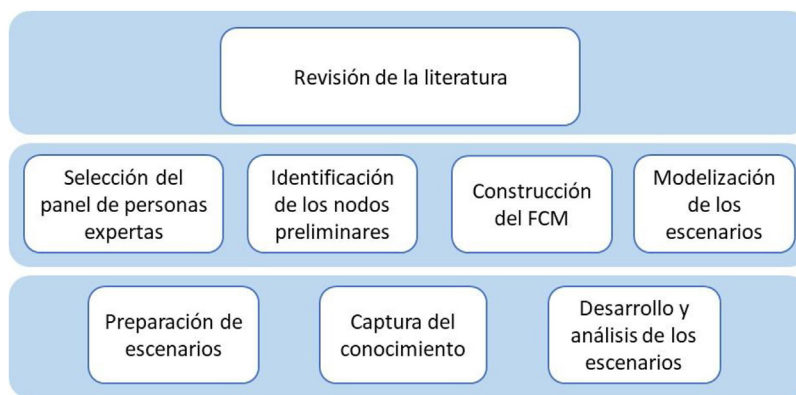 Revisión de la literatura
Selección del
panel de personas
expertas
Identificación
de los nodos
preliminares
Construcción
del FCM
Modelización
de los
escenarios
Preparación de
escenarios
Captura del
conocimiento
Desarrollo y
análisis de los
escenarios